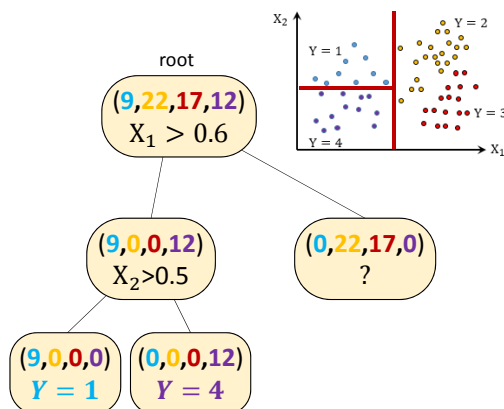 root
(9,22,17,12)
X₁ > 0.6
(9,0,0,12)
X₂>0.5
(0,22,17,0)
?
(9,0,0,0)
Y = 1
(0,0,0,12)
Y = 4
X₂
Y = 1
Y = 2
Y = 3
Y = 4
X₁